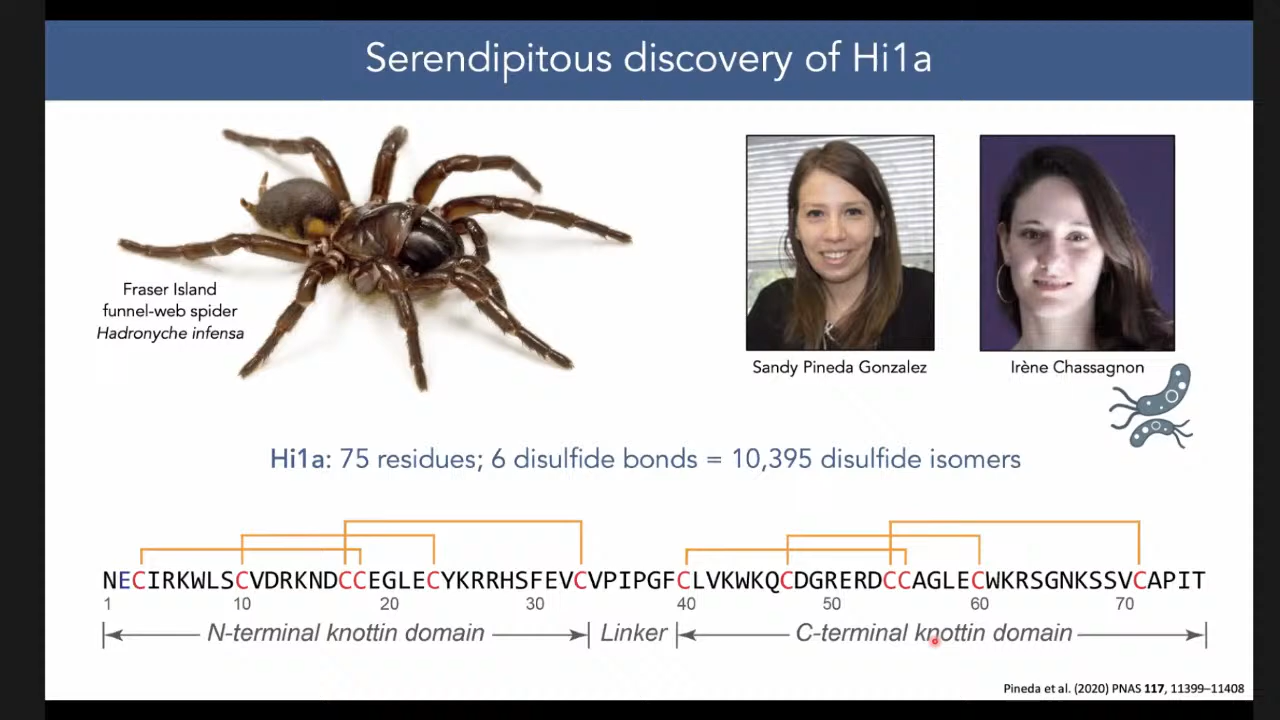 Serendipitous discovery of Hi1a
Fraser Island
funnel-web spider
Hadronyche infensa
Sandy Pineda Gonzalez
Irène Chassagnon
Hi1a: 75 residues; 6 disulfide bonds = 10,395 disulfide isomers
NECIRKWLSCVDRKNDCCEGLECYKRRHSFEVCVPIPGFCLVKWKQCDGRERDCCAGLECWKRSGNKSSVCAPIT
1 10 20 30 40 50 60 70
N-terminal knottin domain Linker C-terminal knottin domain
Pineda et al. (2020) PNAS 117, 11399–11408